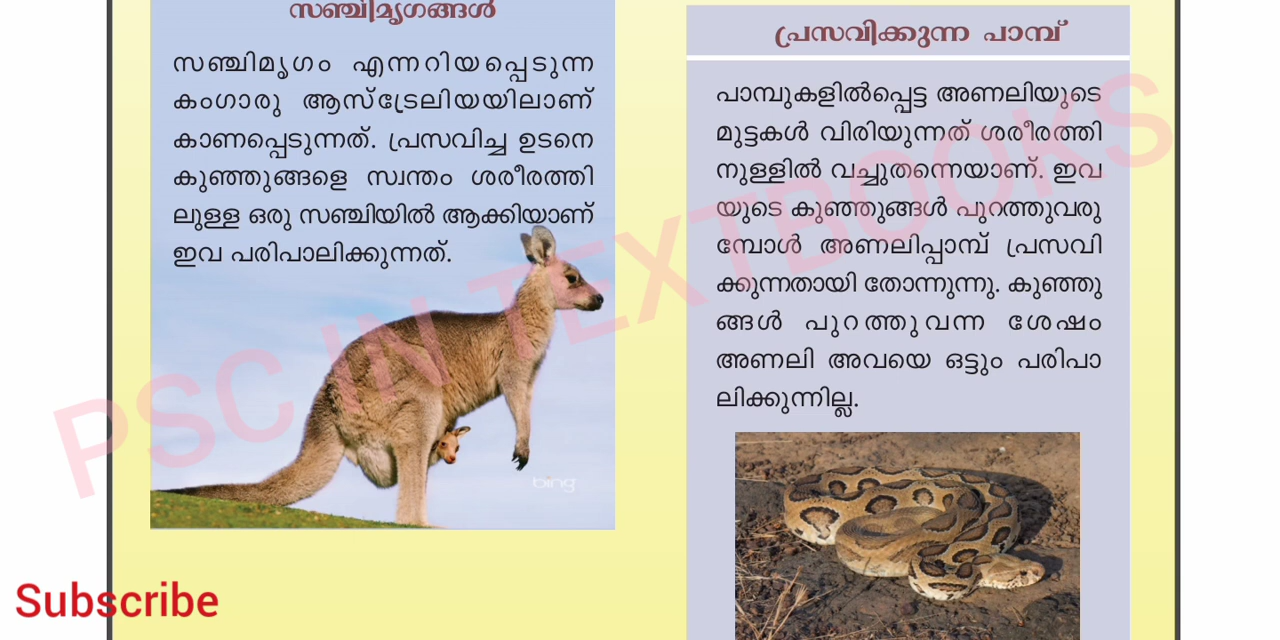 സഞ്ചിമൃഗങ്ങൾ
സഞ്ചിമൃഗം എന്നറിയപ്പെടുന്ന
കംഗാരു ആസ്ട്രേലിയയിലാണ്
കാണപ്പെടുന്നത്. പ്രസവിച്ച ഉടനെ
കുഞ്ഞുങ്ങളെ സ്വന്തം ശരീരത്തി
ലുള്ള ഒരു സഞ്ചിയിൽ ആക്കിയാണ്
ഇവ പരിപാലിക്കുന്നത്.
bing
പ്രസവിക്കുന്ന പാമ്പ്
പാമ്പുകളിൽപ്പെട്ട അണലിയുടെ
മുട്ടകൾ വിരിയുന്നത് ശരീരത്തി
നുള്ളിൽ വച്ചുതന്നെയാണ്. ഇവ
യുടെ കുഞ്ഞുങ്ങൾ പുറത്തുവരു
മ്പോൾ അണലിപ്പാമ്പ് പ്രസവി
ക്കുന്നതായി തോന്നുന്നു. കുഞ്ഞു
ങ്ങൾ പുറത്തുവന്ന ശേഷം
അണലി അവയെ ഒട്ടും പരിപാ
ലിക്കുന്നില്ല.
PSC IN TEXTBOOKS
Subscribe